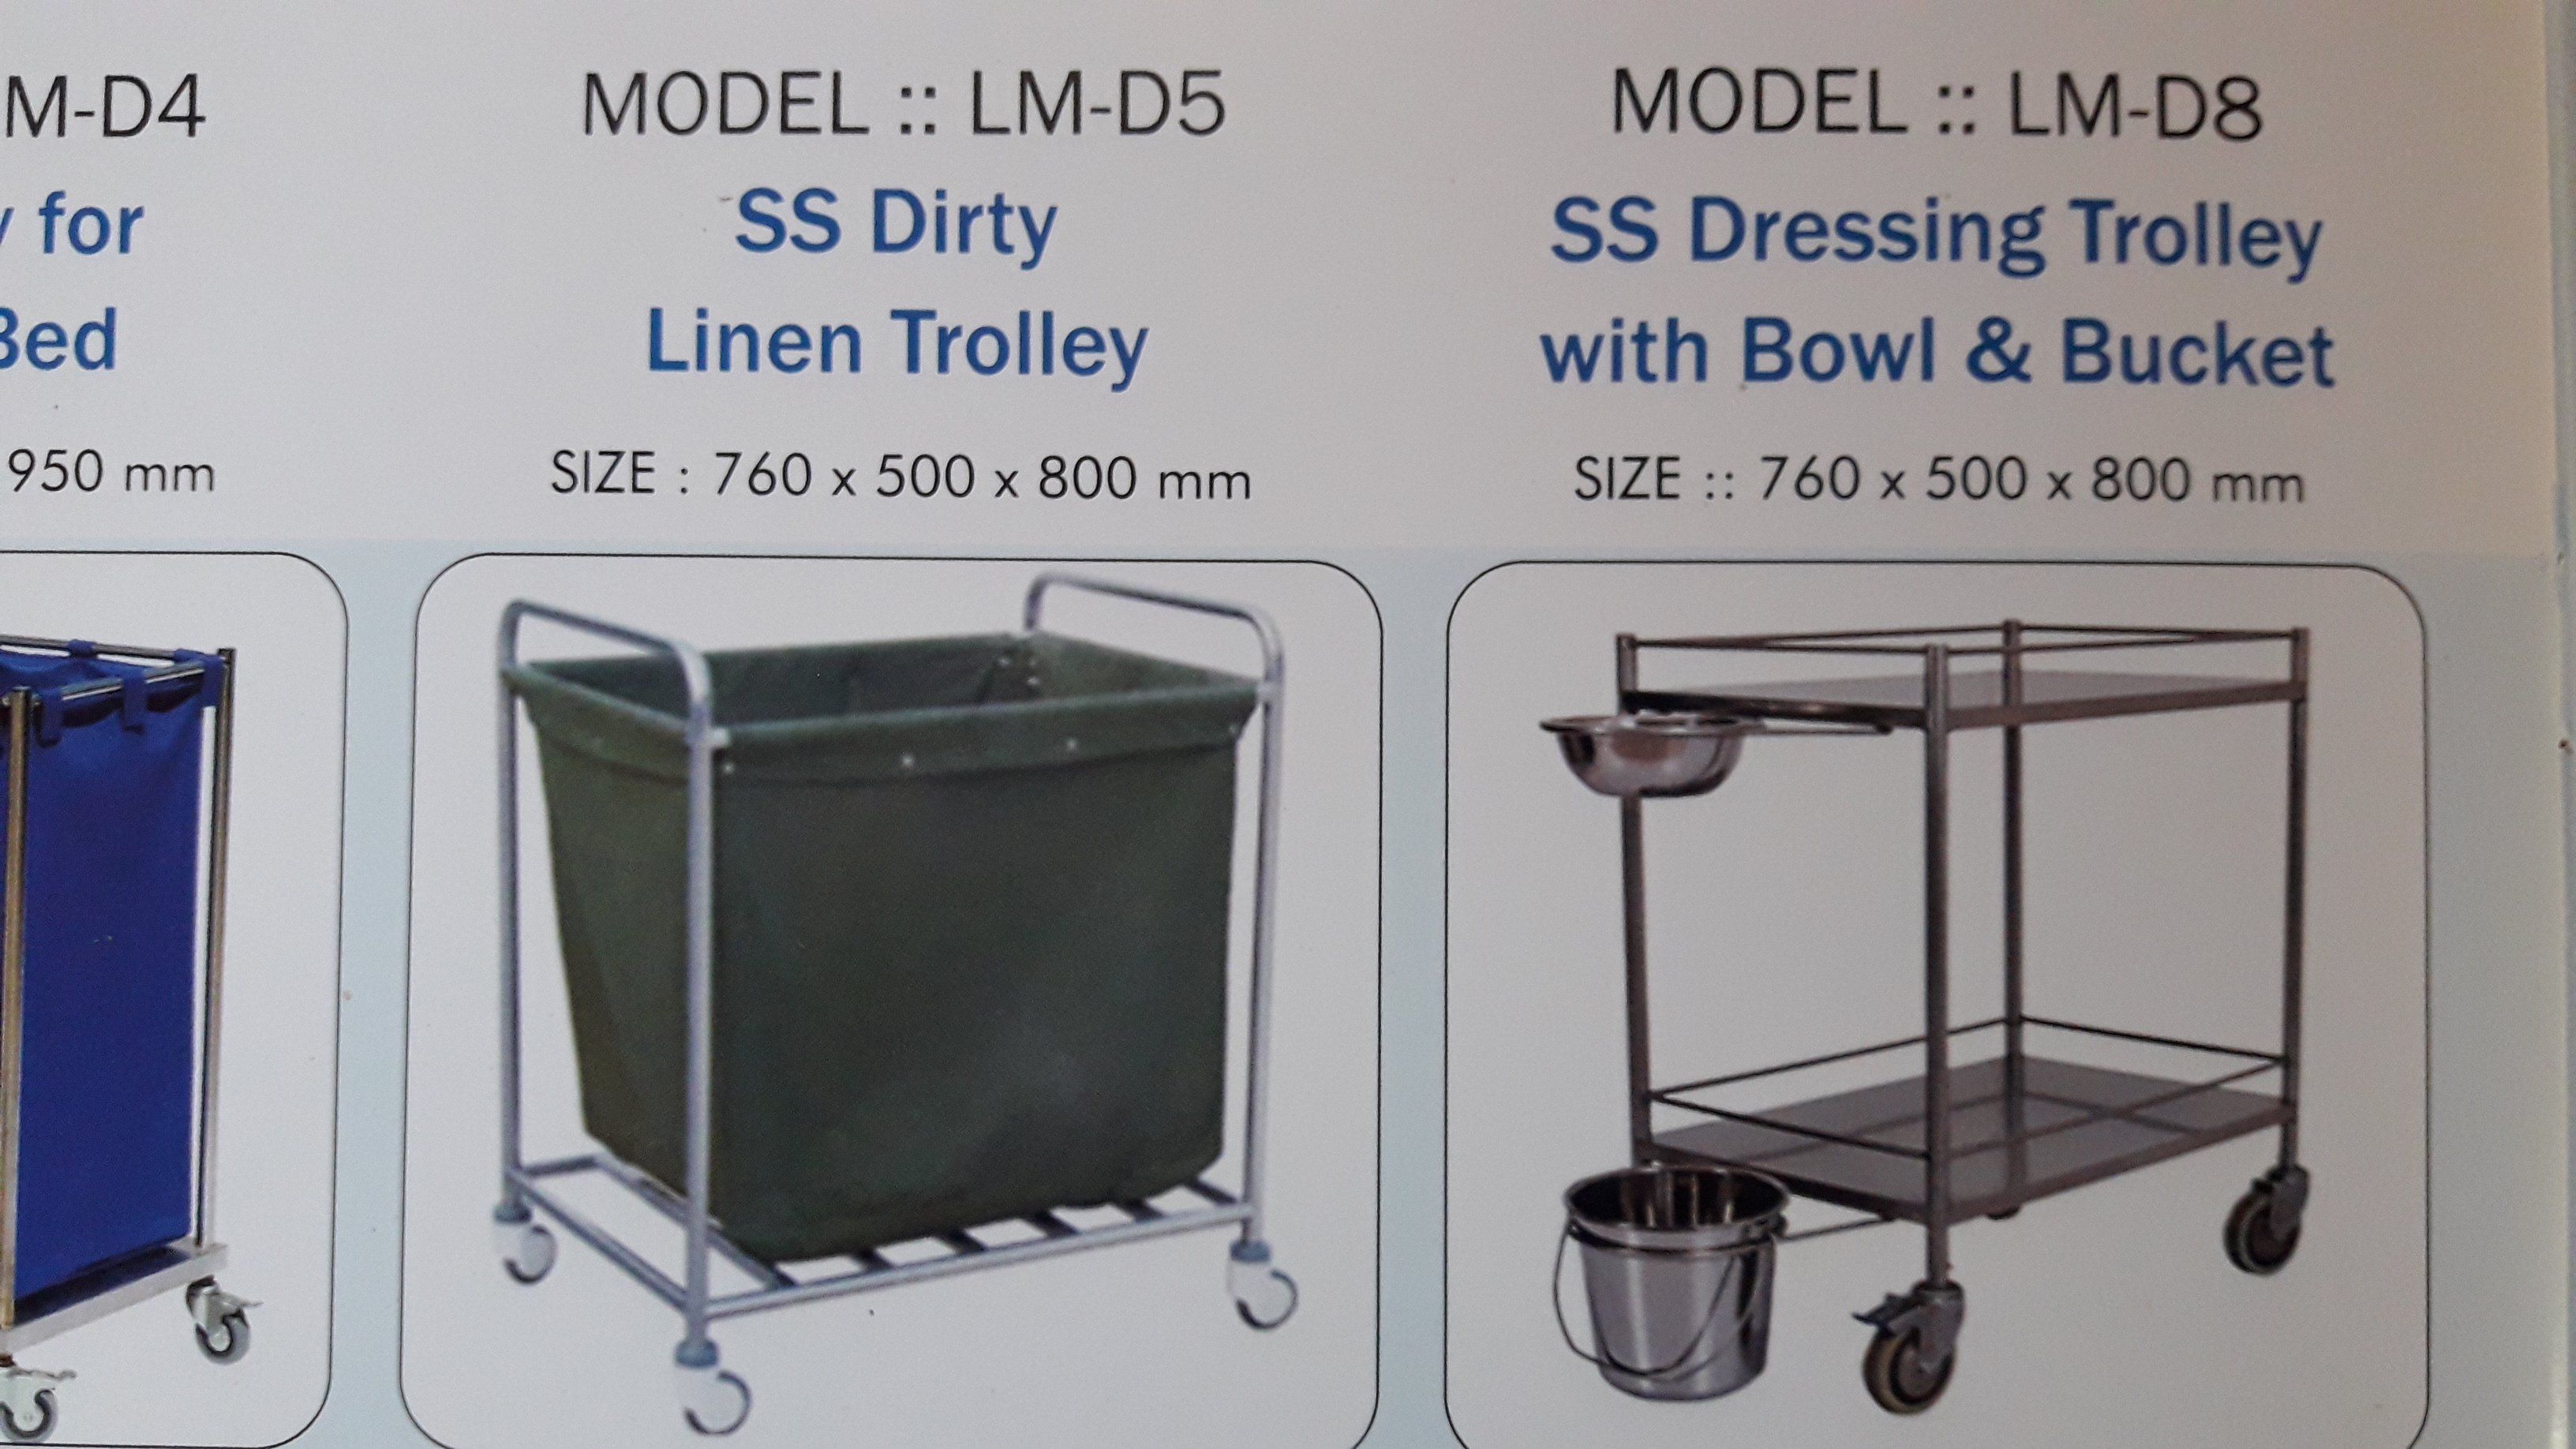 M-D4
for
Bed
950 mm
MODEL :: LM-D5
SS Dirty
Linen Trolley
SIZE : 760 x 500 x 800 mm
MODEL :: LM-D8
SS Dressing Trolley
with Bowl & Bucket
SIZE :: 760 x 500 x 800 mm